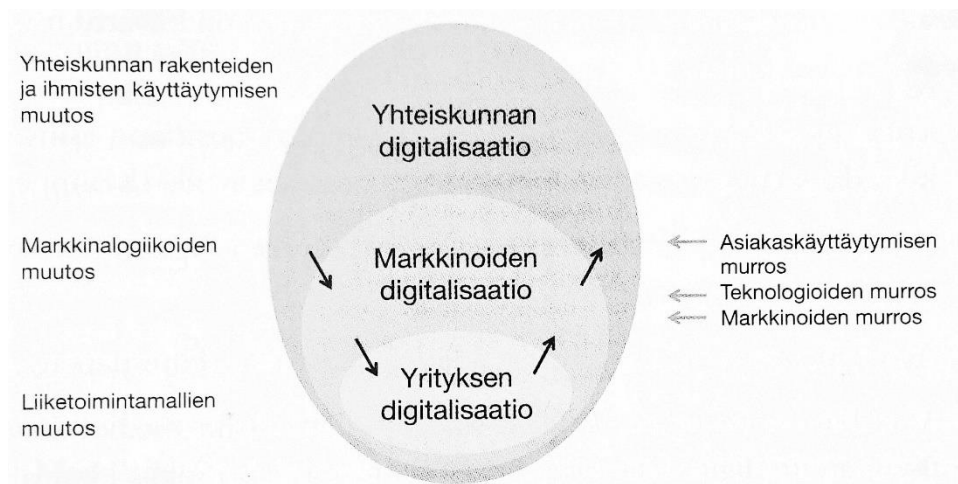 Yhteiskunnan rakenteiden
ja ihmisten käyttäytymisen
muutos
Yhteiskunnan
digitalisaatio
Markkinalogiikoiden
muutos
Markkinoiden
digitalisaatio
Asiakaskäyttäytymisen
murros
Teknologioiden murros
Markkinoiden murros
Liiketoimintamallien
muutos
Yrityksen
digitalisaatio